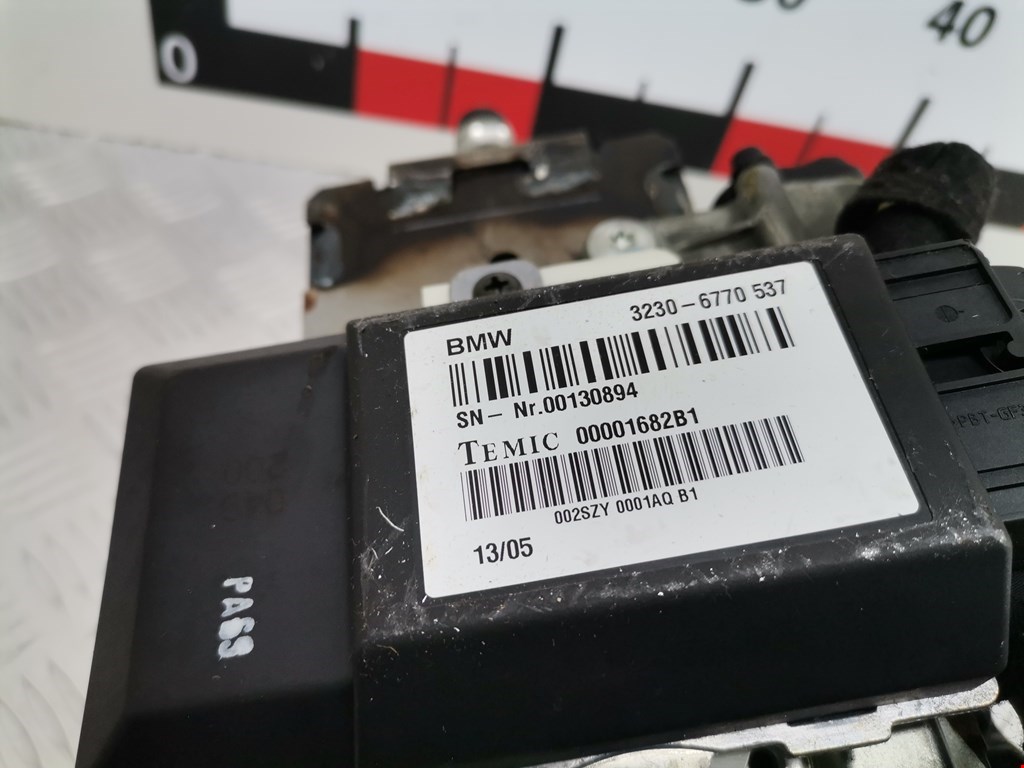 0
40
BMW 3230-6770 537
SN- Nr.00130894
TEMIC 00001682B1
002SZY 0001AQ B1
13/05
PASS